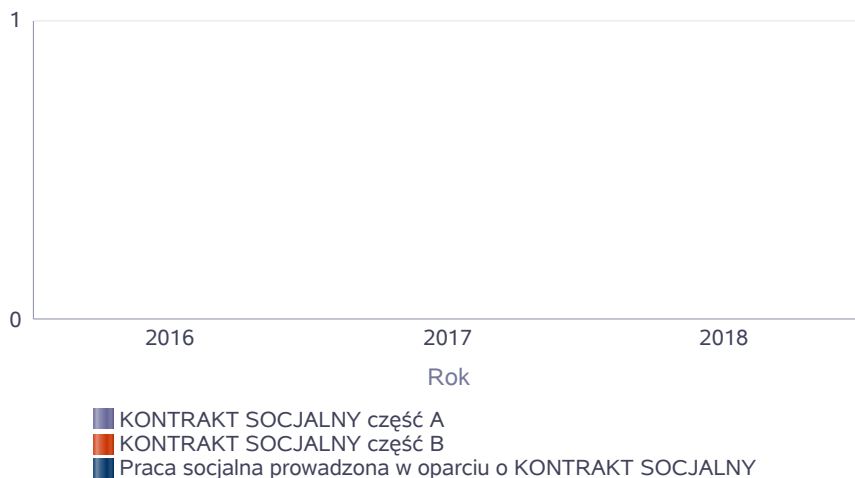 1
0
2016 2017 2018
Rok
KONTRAKT SOCJALNY część A
KONTRAKT SOCJALNY część B
Praca socjalna prowadzona w oparciu o KONTRAKT SOCJALNY